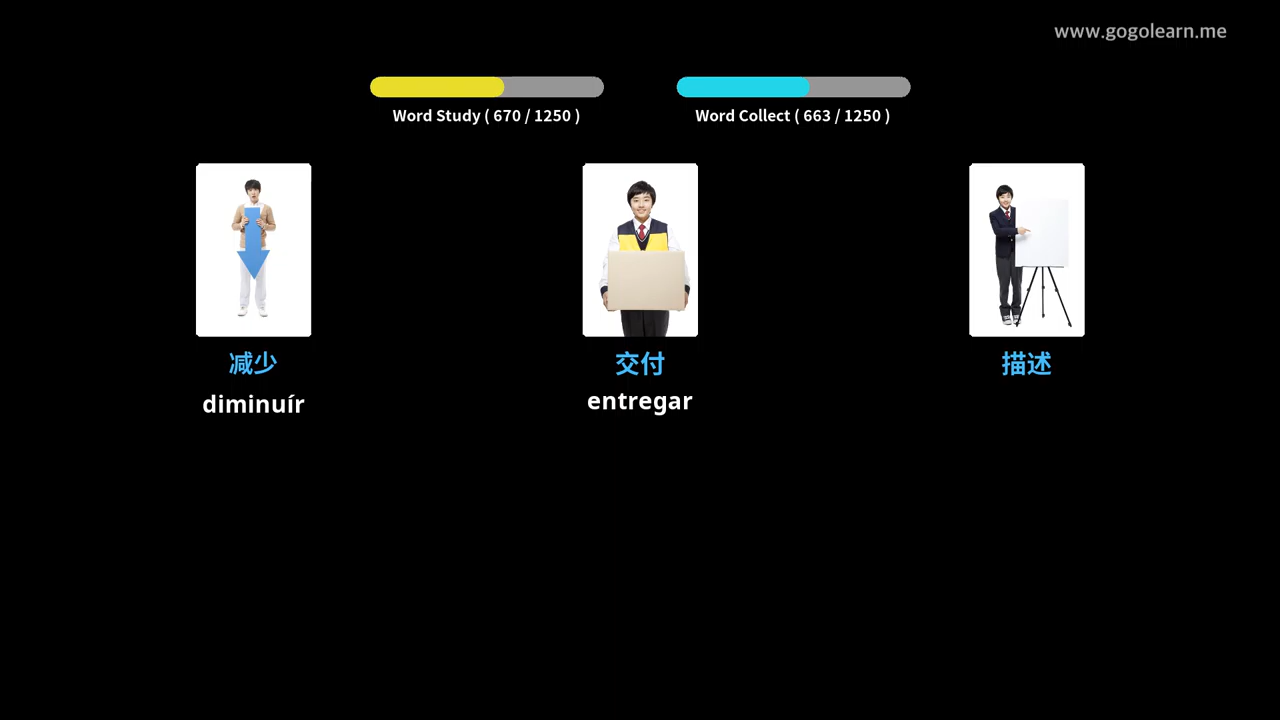 www.gogolearn.me
Word Study ( 670 / 1250 )
Word Collect ( 663 / 1250 )
减少
交付
描述
diminuír
entregar